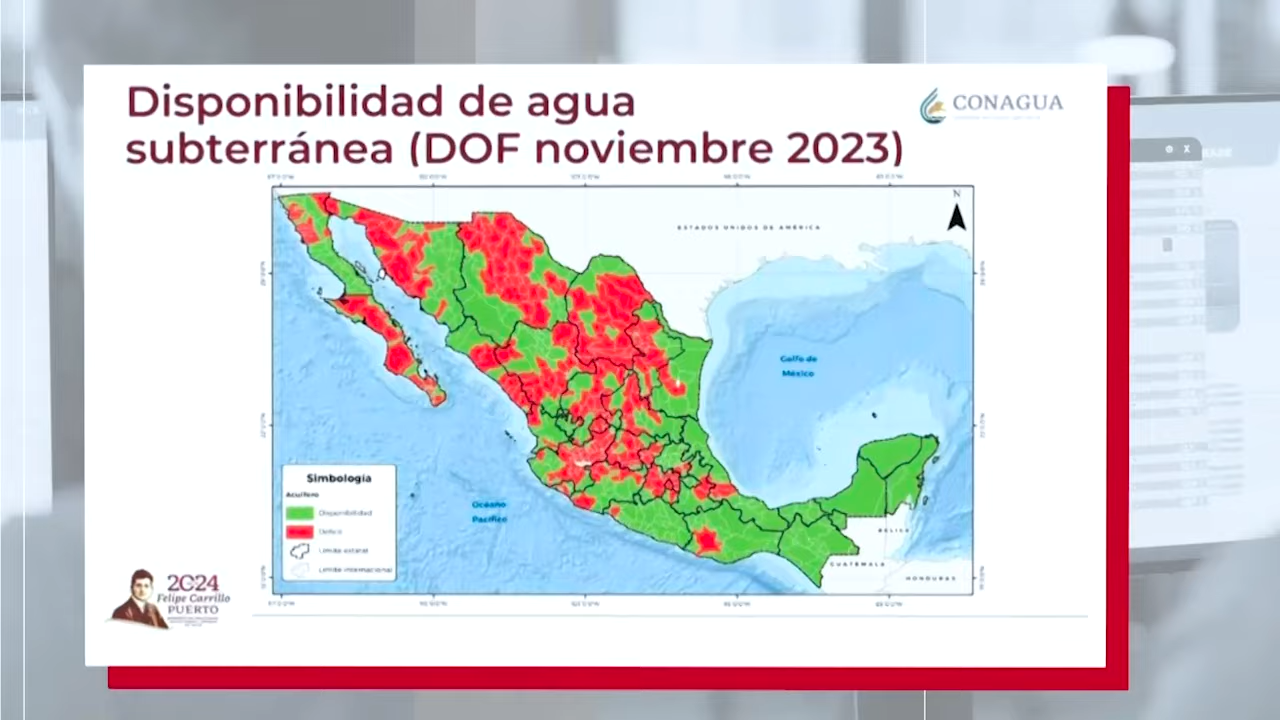 Disponibilidad de agua
subterránea (DOF noviembre 2023)
CONAGUA
N
ESTADOS UNIDOS DE AMÉRICA
Golfo de
México
Océano
Pacífico
BELICE
GUATEMALA
HONDURAS
Simbología
Acuífero
Disponibilidad
Déficit
Límite estatal
Límite internacional
2024
Felipe Carrillo
PUERTO